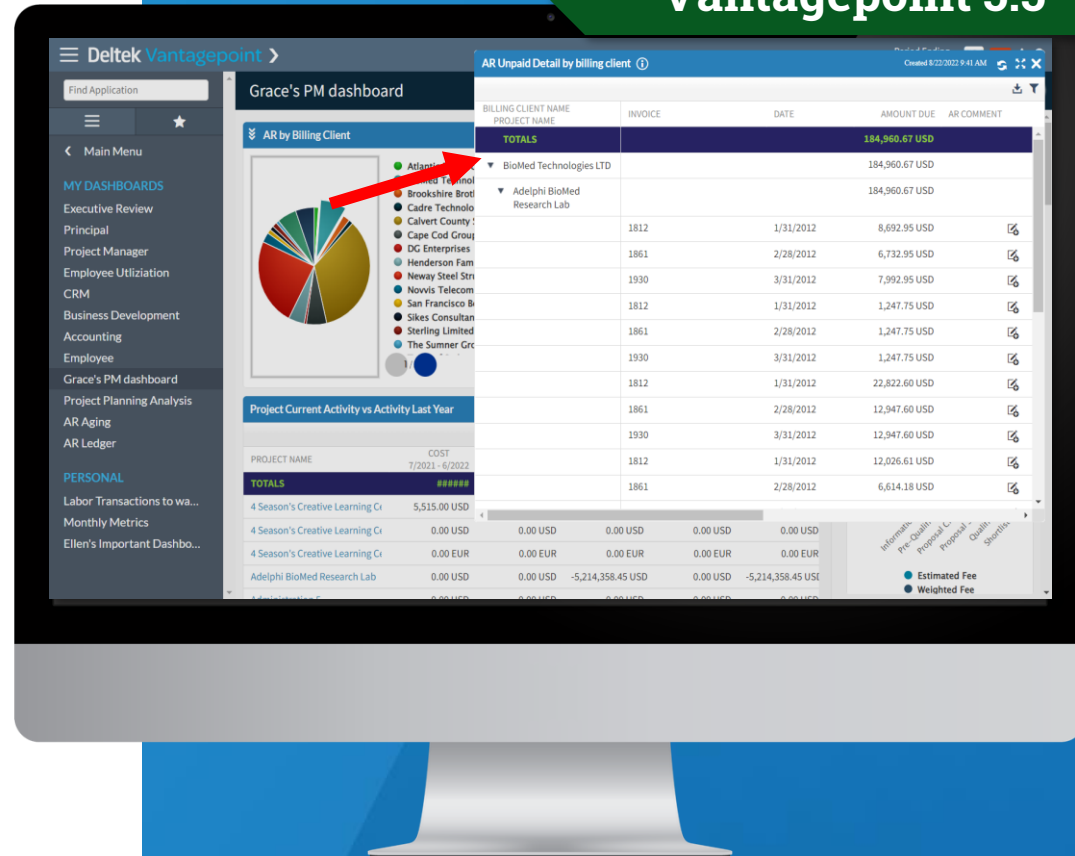 Deltek Vantagepoint
AR Unpaid Detail by billing client
Created 8/22/2022 9:41 AM
Find Application
Grace's PM dashboard
BILLING CLIENT NAME
PROJECT NAME
INVOICE
DATE
AMOUNT DUE
AR COMMENT
AR by Billing Client
TOTALS 184,960.67 USD
Main Menu
BioMed Technologies LTD 184,960.67 USD
MY DASHBOARDS
Executive Review
Principal
Project Manager
Employee Utliziation
CRM
Business Development
Accounting
Employee
Grace's PM dashboard
Project Planning Analysis
AR Aging
AR Ledger
PERSONAL
Labor Transactions to wa...
Monthly Metrics
Ellen's Important Dashbo...
Brookshire Brot
Cadre Technolo
Calvert County
Cape Cod Group
DG Enterprises
Henderson Fam
Neway Steel Stru
Novvis Telecom
San Francisco
Sikes Consultan
Sterling Limited
The Sumner Gro
Adelphi BioMed 184,960.67 USD
Research Lab
1812 1/31/2012 8,692.95 USD
1861 2/28/2012 6,732.95 USD
1930 3/31/2012 7,992.95 USD
1812 1/31/2012 1,247.75 USD
1861 2/28/2012 1,247.75 USD
1930 3/31/2012 1,247.75 USD
1812 1/31/2012 22,822.60 USD
1861 2/28/2012 12,947.60 USD
1930 3/31/2012 12,947.60 USD
1812 1/31/2012 12,026.61 USD
1861 2/28/2012 6,614.18 USD
Project Current Activity vs Activity Last Year
PROJECT NAME
COST
7/2021 - 6/2022
TOTALS ######
4 Season's Creative Learning Ce 5,515.00 USD
4 Season's Creative Learning Ce 0.00 USD 0.00 USD 0.00 USD 0.00 USD 0.00 USD
4 Season's Creative Learning Ce 0.00 EUR 0.00 EUR 0.00 EUR 0.00 EUR 0.00 EUR
Adelphi BioMed Research Lab 0.00 USD 0.00 USD -5,214,358.45 USD 0.00 USD -5,214,358.45 USD
Estimated Fee
Weighted Fee